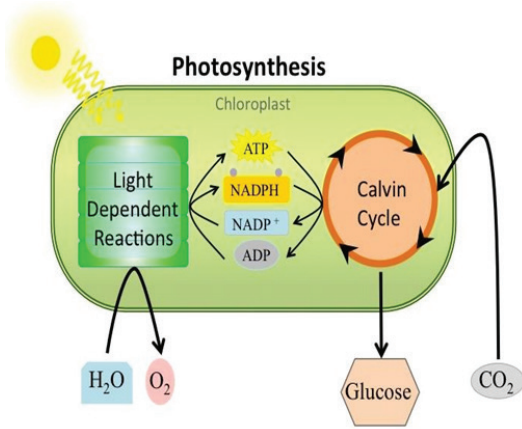 Photosynthesis
Chloroplast
Light
Dependent
Reactions
ATP
NADPH
NADP⁺
ADP
Calvin
Cycle
H₂O
O₂
Glucose
CO₂